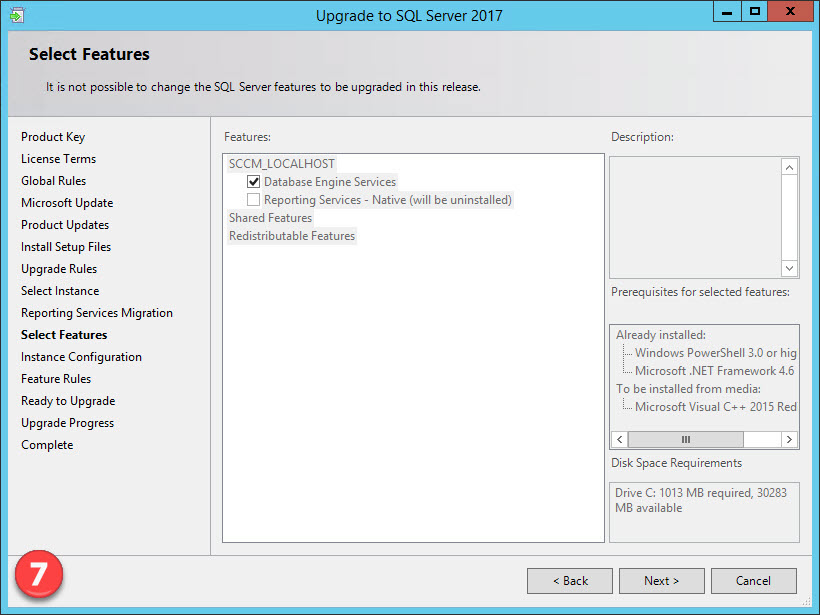 Upgrade to SQL Server 2017
Select Features
It is not possible to change the SQL Server features to be upgraded in this release.
Product Key
License Terms
Global Rules
Microsoft Update
Product Updates
Install Setup Files
Upgrade Rules
Select Instance
Reporting Services Migration
Select Features
Instance Configuration
Feature Rules
Ready to Upgrade
Upgrade Progress
Complete
Features:
SCCM_LOCALHOST
Database Engine Services
Reporting Services - Native (will be uninstalled)
Shared Features
Redistributable Features
Description:
Prerequisites for selected features:
Already installed:
Windows PowerShell 3.0 or hig
Microsoft .NET Framework 4.6
To be installed from media:
Microsoft Visual C++ 2015 Red
Disk Space Requirements
Drive C: 1013 MB required, 30283
MB available
7
< Back
Next >
Cancel